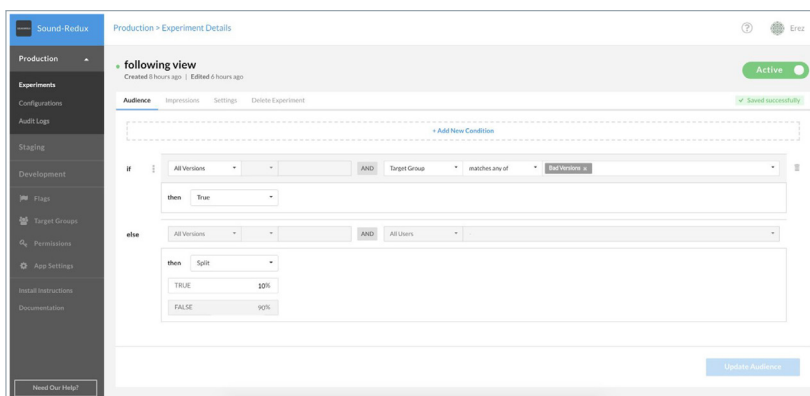 Sound-Redux
Production > Experiment Details
? Erez
Production
Experiments
Configurations
Audit Logs
Staging
Development
Flags
Target Groups
Permissions
App Settings
Install Instructions
Documentation
Need Our Help?
following view
Created 8 hours ago | Edited 6 hours ago
Active
Audience Impressions Settings Delete Experiment
Saved successfully
+ Add New Condition
if All Versions AND Target Group matches any of Bad Versions x
then True
else All Versions AND All Users
then Split
TRUE 10%
FALSE 90%
Update Audience